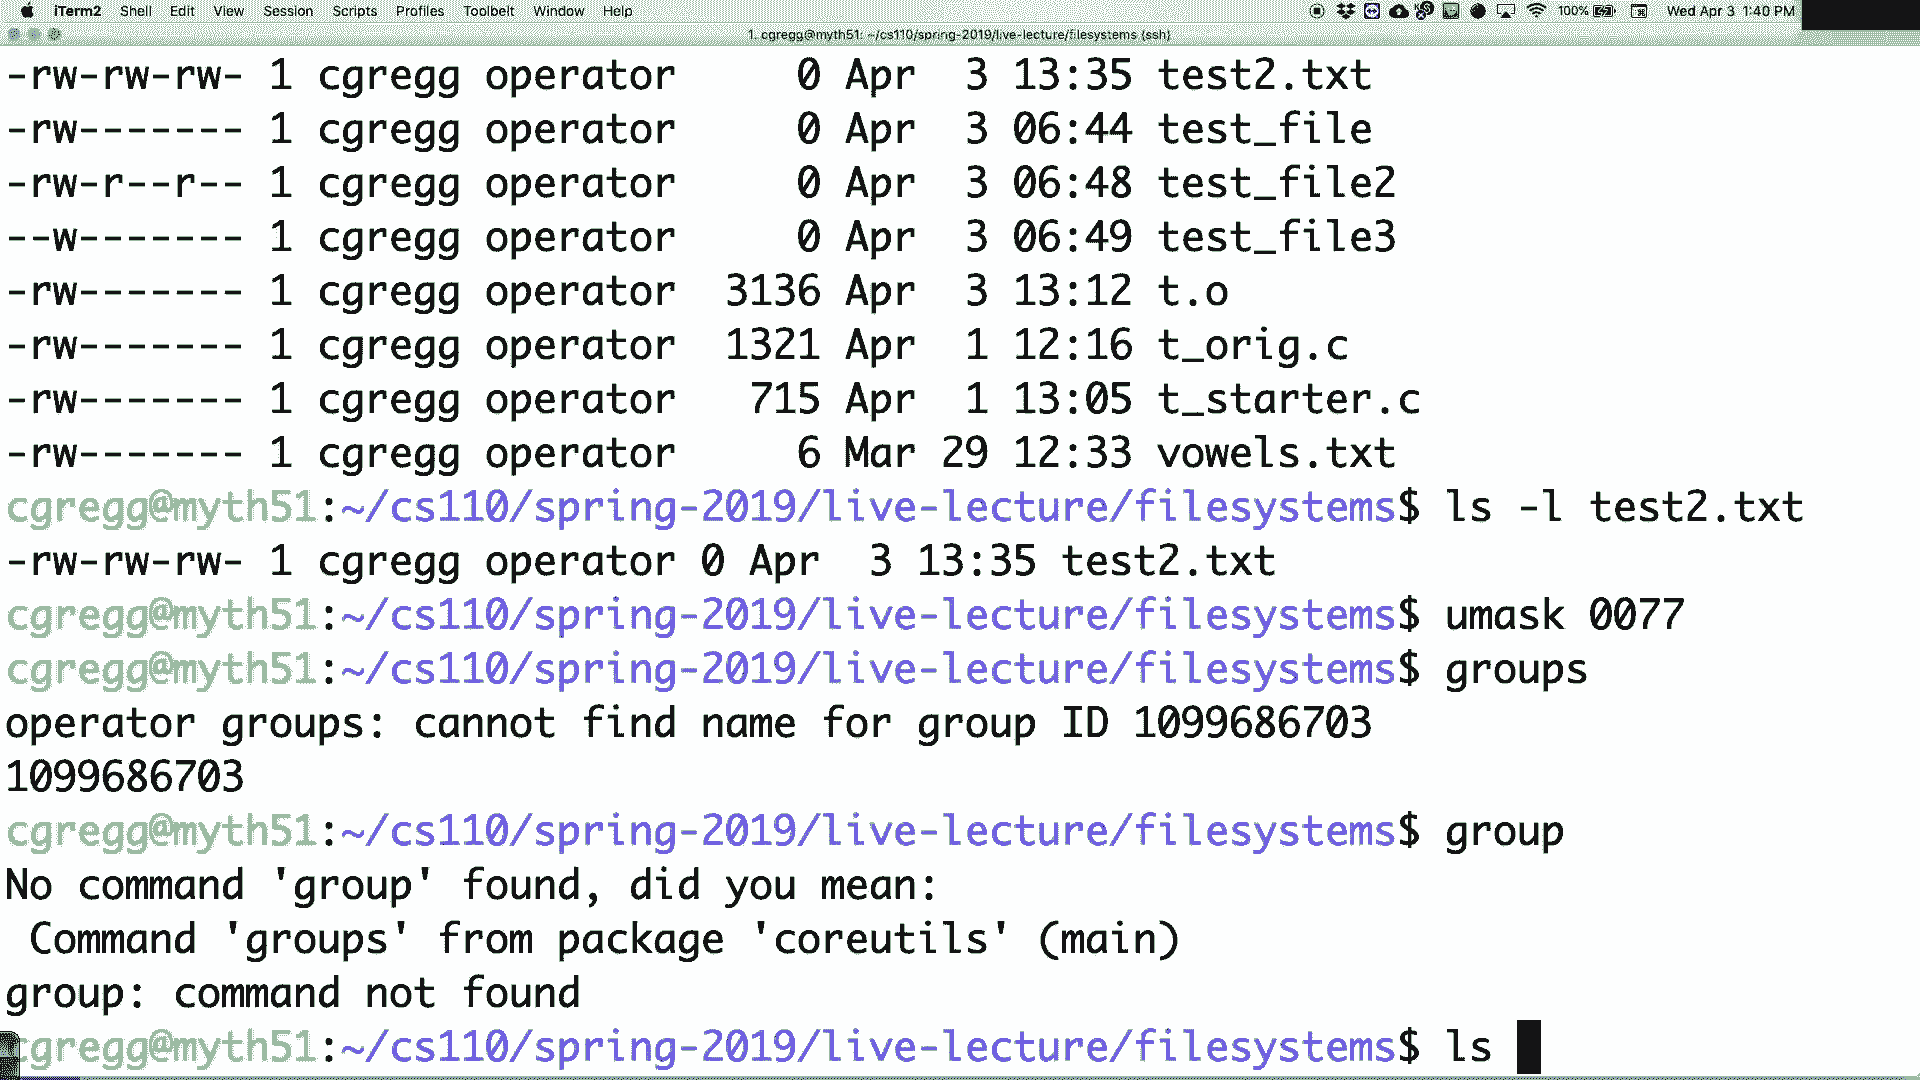 iTerm2 Shell Edit View Session Scripts Profiles Toolbelt Window Help 100% Wed Apr 3 1:40 PM
1. cgregg@myth51: ~/cs110/spring-2019/live-lecture/filesystems (ssh)
-rw-rw-rw- 1 cgregg operator 0 Apr 3 13:35 test2.txt
-rw------- 1 cgregg operator 0 Apr 3 06:44 test_file
-rw-r--r-- 1 cgregg operator 0 Apr 3 06:48 test_file2
--w------- 1 cgregg operator 0 Apr 3 06:49 test_file3
-rw------- 1 cgregg operator 3136 Apr 3 13:12 t.o
-rw------- 1 cgregg operator 1321 Apr 1 12:16 t_orig.c
-rw------- 1 cgregg operator 715 Apr 1 13:05 t_starter.c
-rw------- 1 cgregg operator 6 Mar 29 12:33 vowels.txt
cgregg@myth51:~/cs110/spring-2019/live-lecture/filesystems$ ls -l test2.txt
-rw-rw-rw- 1 cgregg operator 0 Apr 3 13:35 test2.txt
cgregg@myth51:~/cs110/spring-2019/live-lecture/filesystems$ umask 0077
cgregg@myth51:~/cs110/spring-2019/live-lecture/filesystems$ groups
operator groups: cannot find name for group ID 1099686703
1099686703
cgregg@myth51:~/cs110/spring-2019/live-lecture/filesystems$ group
No command 'group' found, did you mean:
Command 'groups' from package 'coreutils' (main)
group: command not found
cgregg@myth51:~/cs110/spring-2019/live-lecture/filesystems$ ls